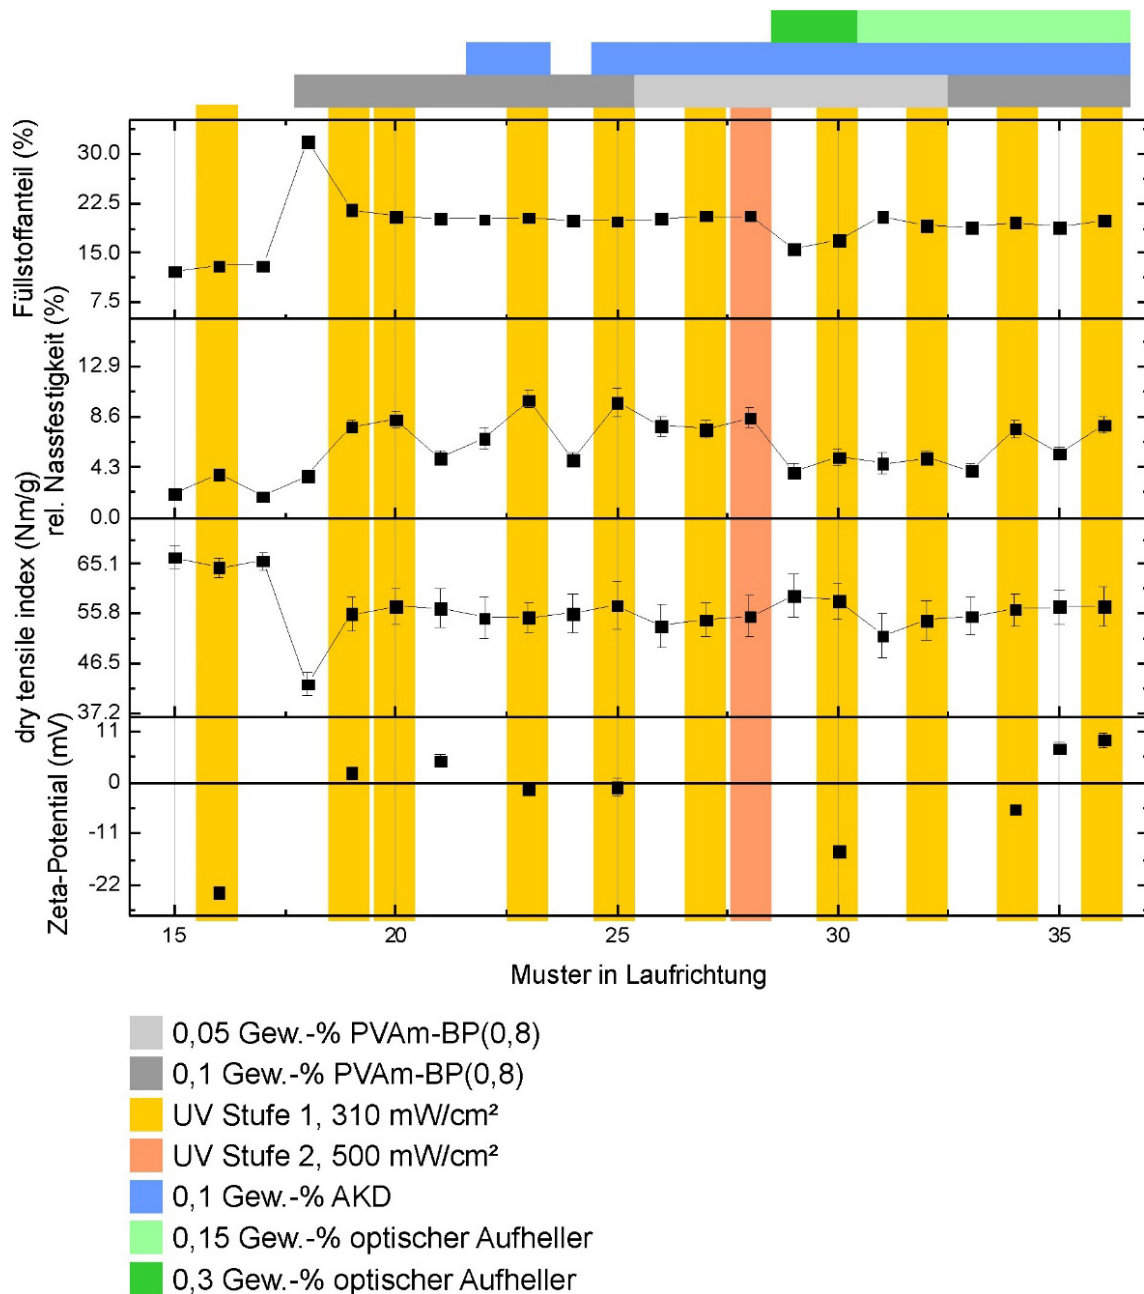 Füllstoffanteil (%)
30.0
22.5
15.0
7.5
rel. Nassfestigkeit (%)
12.9
8.6
4.3
0.0
dry tensile index (Nm/g)
65.1
55.8
46.5
37.2
Zeta-Potential (mV)
11
0
-11
-22
15 20 25 30 35
Muster in Laufrichtung
0,05 Gew.-% PVAm-BP(0,8)
0,1 Gew.-% PVAm-BP(0,8)
UV Stufe 1, 310 mW/cm²
UV Stufe 2, 500 mW/cm²
0,1 Gew.-% AKD
0,15 Gew.-% optischer Aufheller
0,3 Gew.-% optischer Aufheller